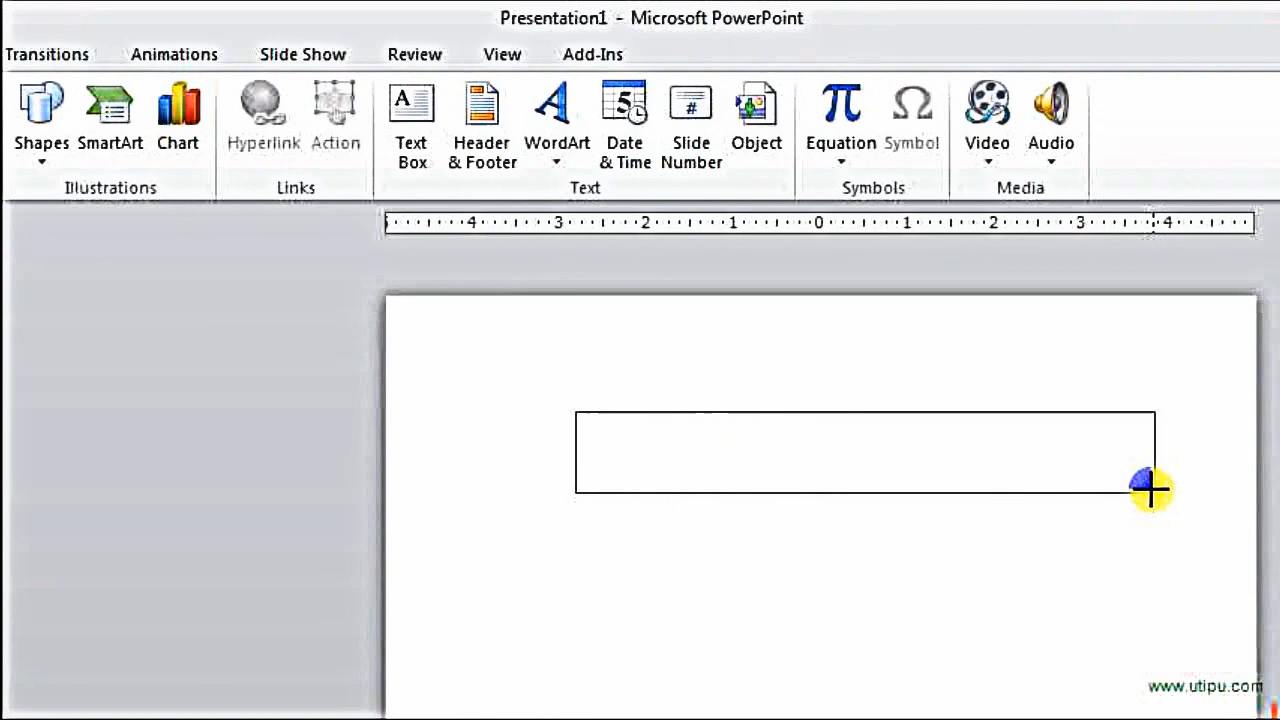 Presentation1 - Microsoft PowerPoint
Transitions Animations Slide Show Review View Add-Ins
Shapes SmartArt Chart Hyperlink Action Text Box Header & Footer WordArt Date & Time Slide Number Object Equation Symbol Video Audio
Illustrations Links Text Symbols Media
4 3 2 1 0 1 2 3 4
www.utipu.com